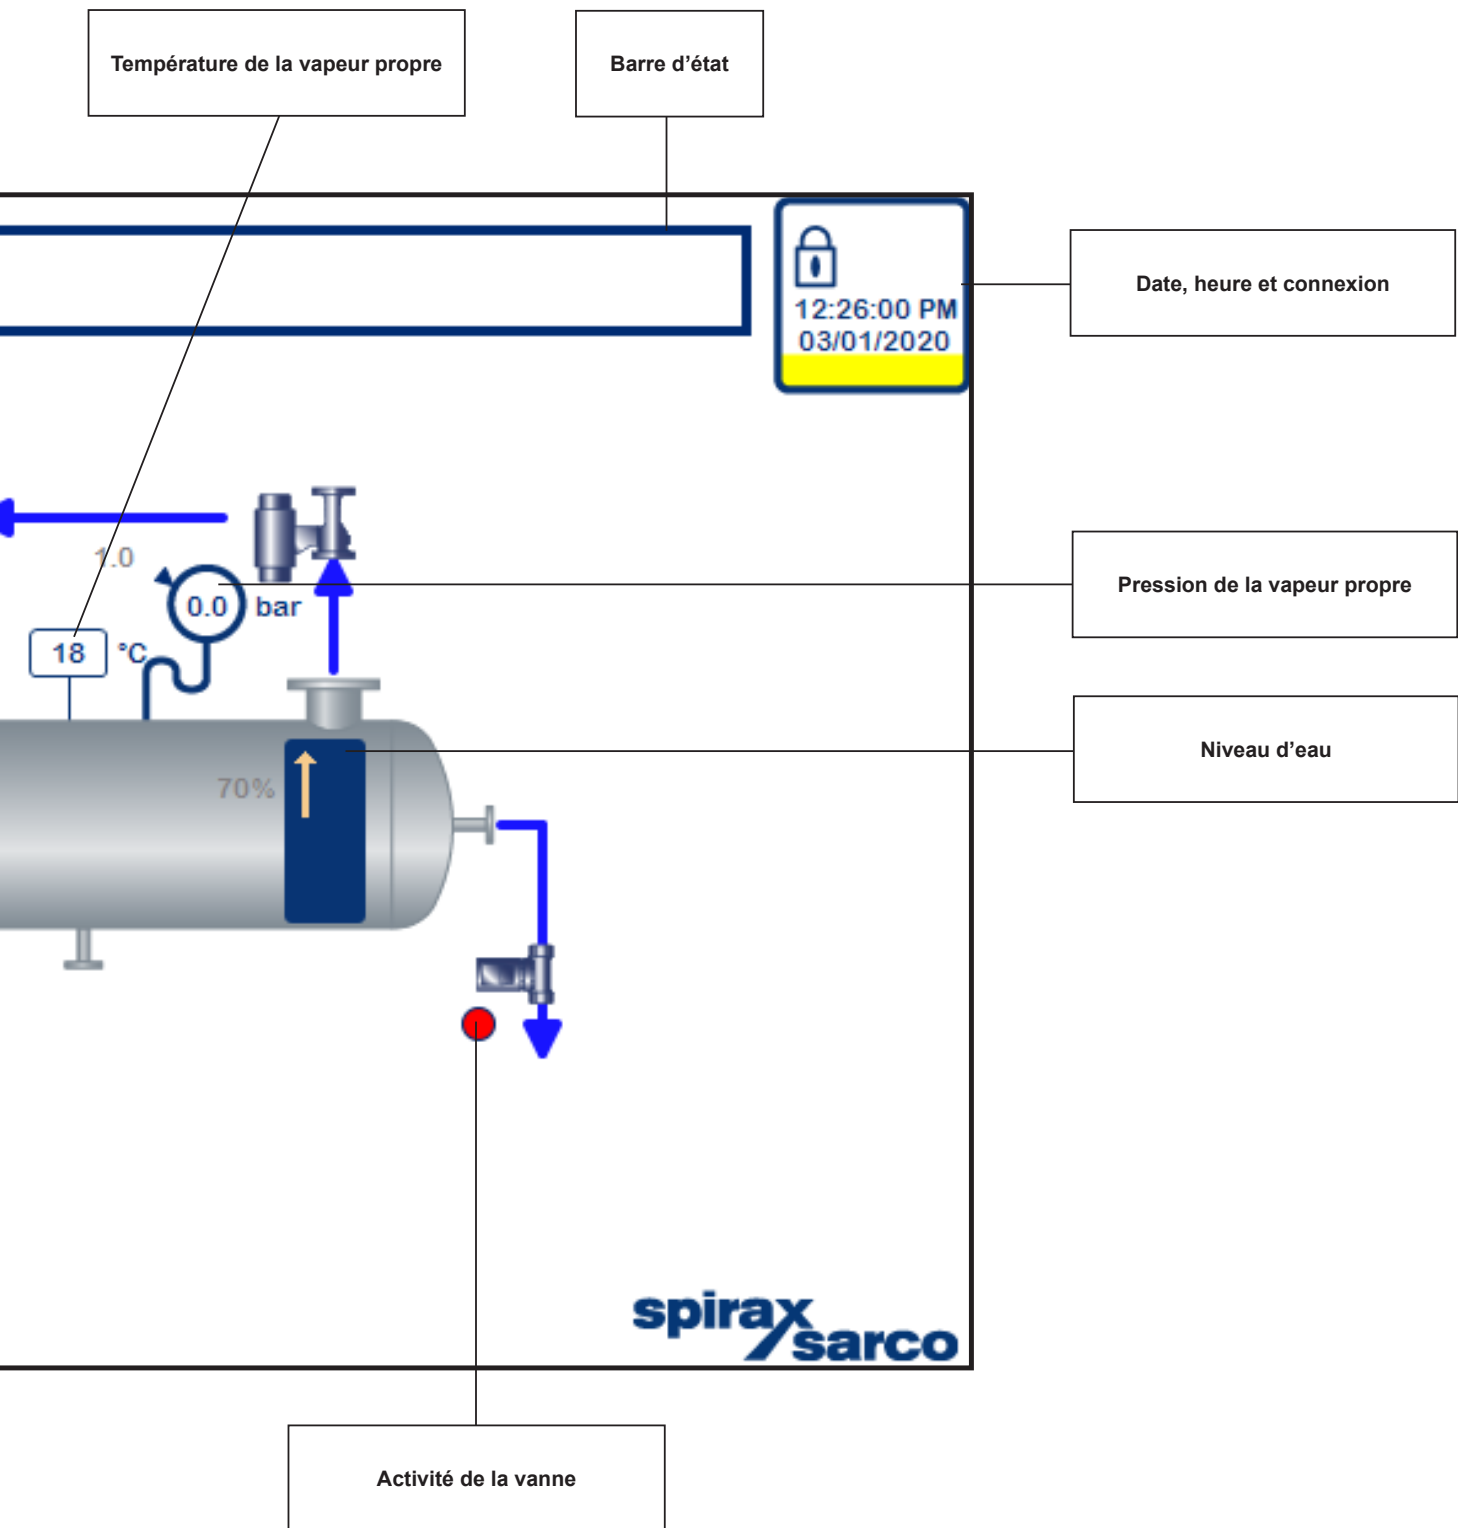 Température de la vapeur propre
Barre d’état
12:26:00 PM
03/01/2020
Date, heure et connexion
1.0
0.0 bar
Pression de la vapeur propre
18 °C
Niveau d’eau
70%
spirax
sarco
Activité de la vanne